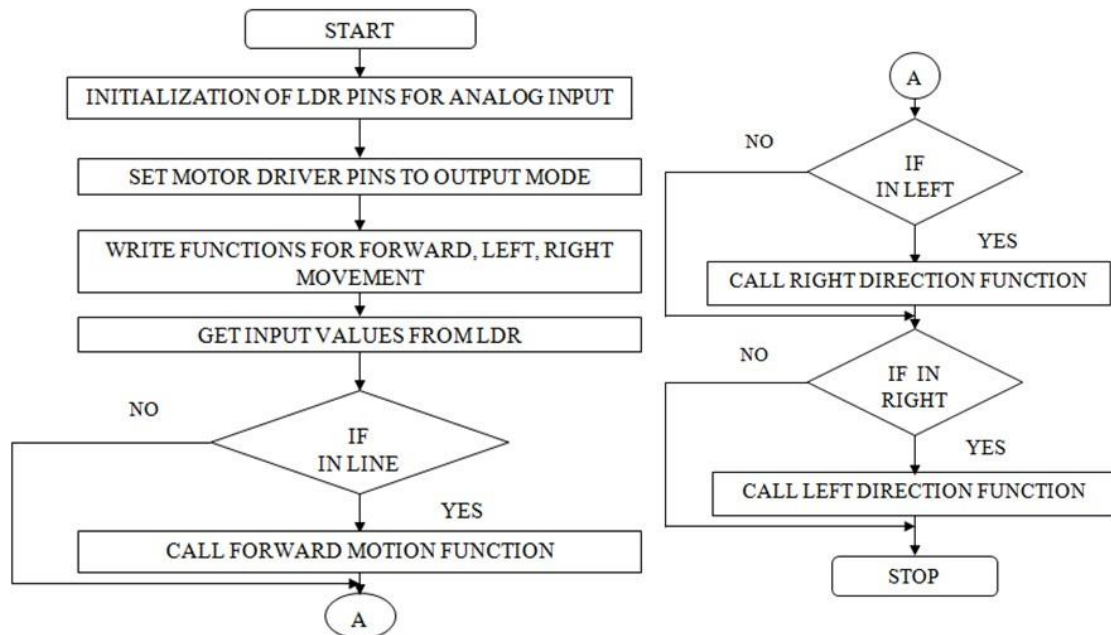 START
INITIALIZATION OF LDR PINS FOR ANALOG INPUT
SET MOTOR DRIVER PINS TO OUTPUT MODE
WRITE FUNCTIONS FOR FORWARD, LEFT, RIGHT
MOVEMENT
GET INPUT VALUES FROM LDR
NO
IF
IN LINE
YES
CALL FORWARD MOTION FUNCTION
A
A
NO
IF
IN LEFT
YES
CALL RIGHT DIRECTION FUNCTION
NO
IF IN
RIGHT
YES
CALL LEFT DIRECTION FUNCTION
STOP